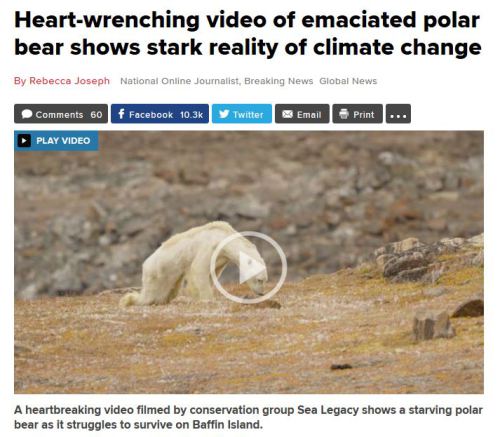 Heart-wrenching video of emaciated polar
bear shows stark reality of climate change
By Rebecca Joseph National Online Journalist, Breaking News Global News
Comments 60 Facebook 10.3k Twitter Email Print
PLAY VIDEO
A heartbreaking video filmed by conservation group Sea Legacy shows a starving polar
bear as it struggles to survive on Baffin Island.